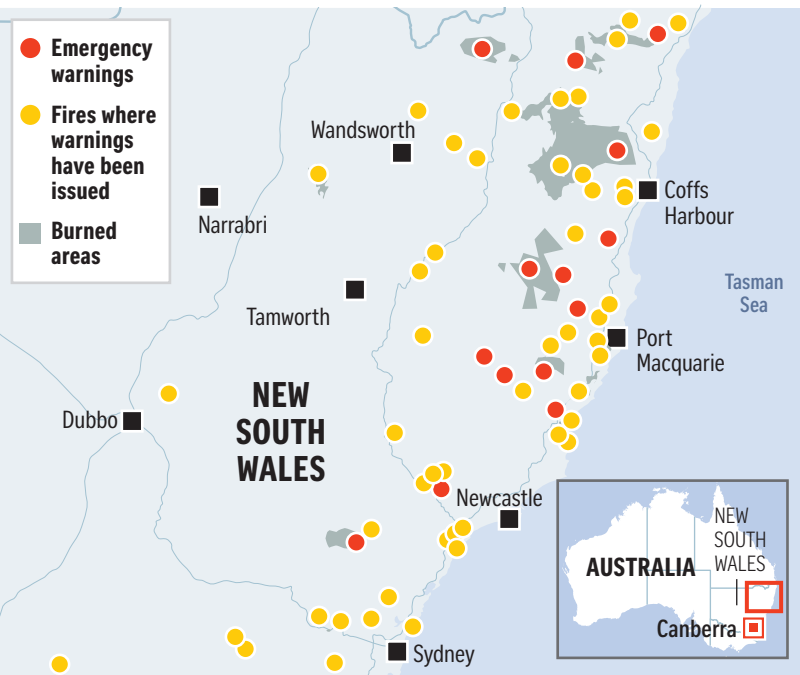 Emergency
warnings
Fires where
warnings
have been
issued
Burned
areas
Wandsworth
Narrabri
Coffs
Harbour
Tamworth
Tasman
Sea
Port
Macquarie
NEW
SOUTH
WALES
Dubbo
Newcastle
Sydney
NEW
SOUTH
WALES
AUSTRALIA
Canberra